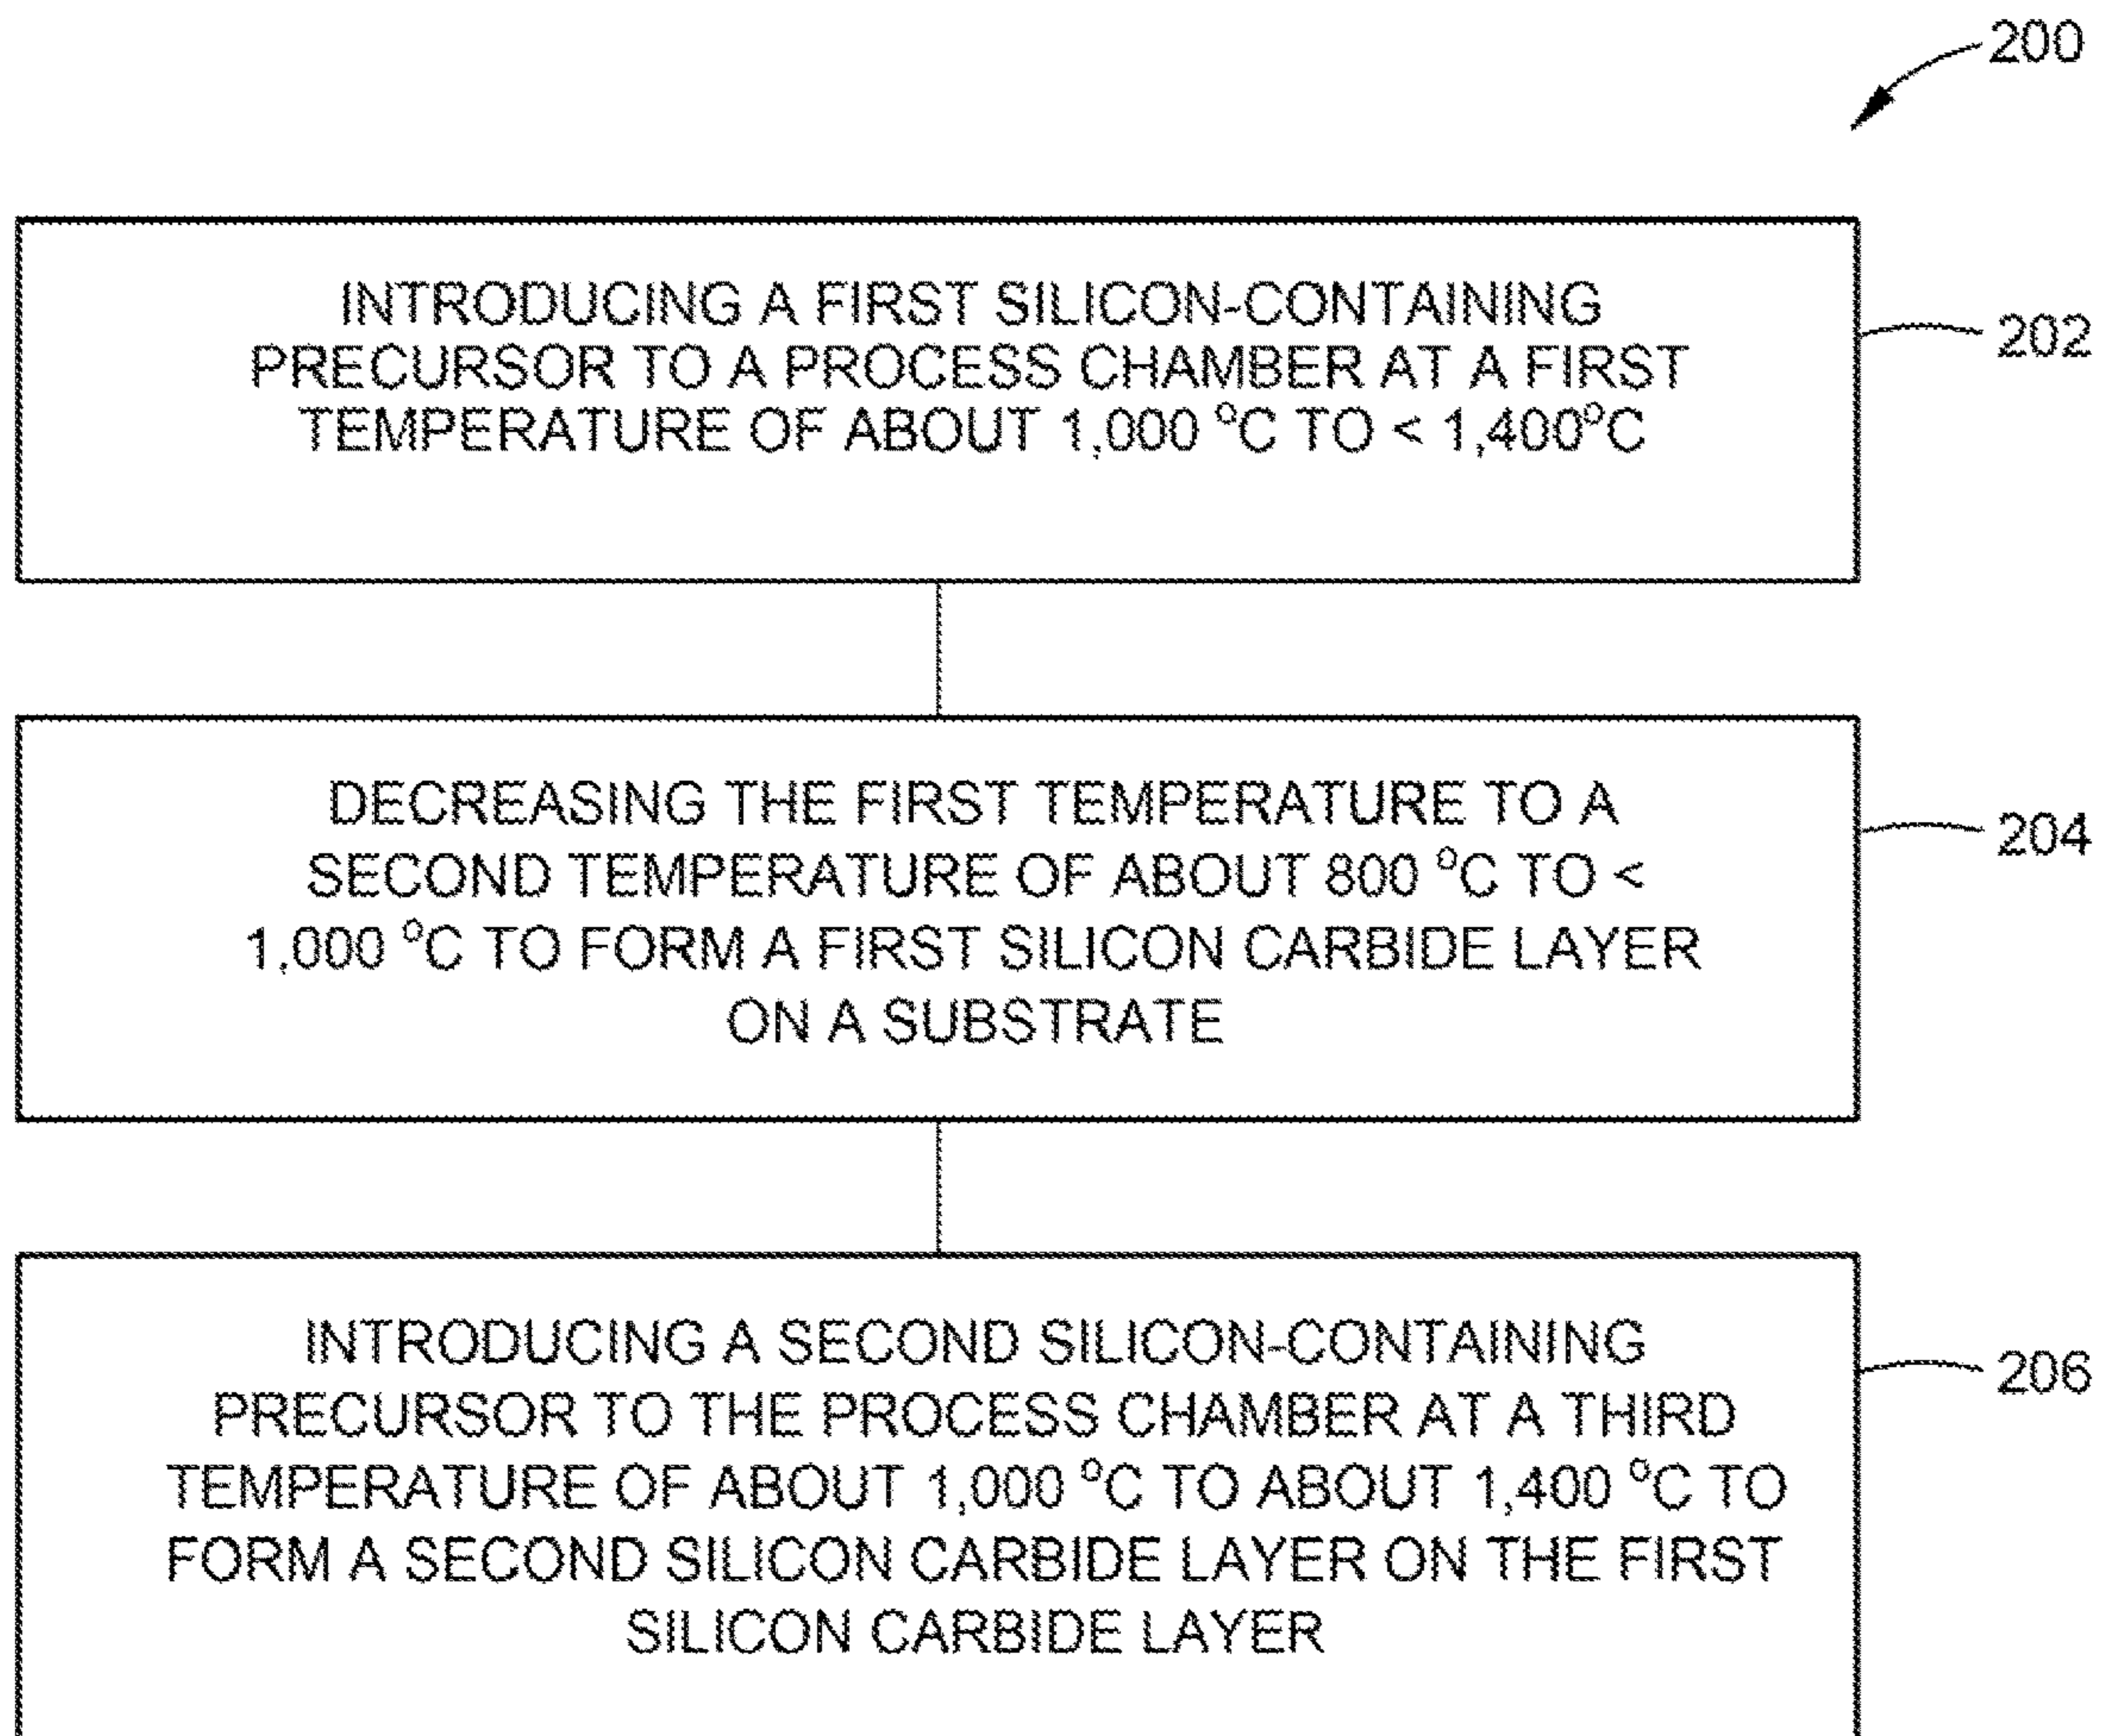 200
INTRODUCING A FIRST SILICON-CONTAINING
PRECURSOR TO A PROCESS CHAMBER AT A FIRST
TEMPERATURE OF ABOUT 1,000 °C TO < 1,400°C
202
DECREASING THE FIRST TEMPERATURE TO A
SECOND TEMPERATURE OF ABOUT 800 °C TO <
1,000 °C TO FORM A FIRST SILICON CARBIDE LAYER
ON A SUBSTRATE
204
INTRODUCING A SECOND SILICON-CONTAINING
PRECURSOR TO THE PROCESS CHAMBER AT A THIRD
TEMPERATURE OF ABOUT 1,000 °C TO ABOUT 1,400 °C TO
FORM A SECOND SILICON CARBIDE LAYER ON THE FIRST
SILICON CARBIDE LAYER
206